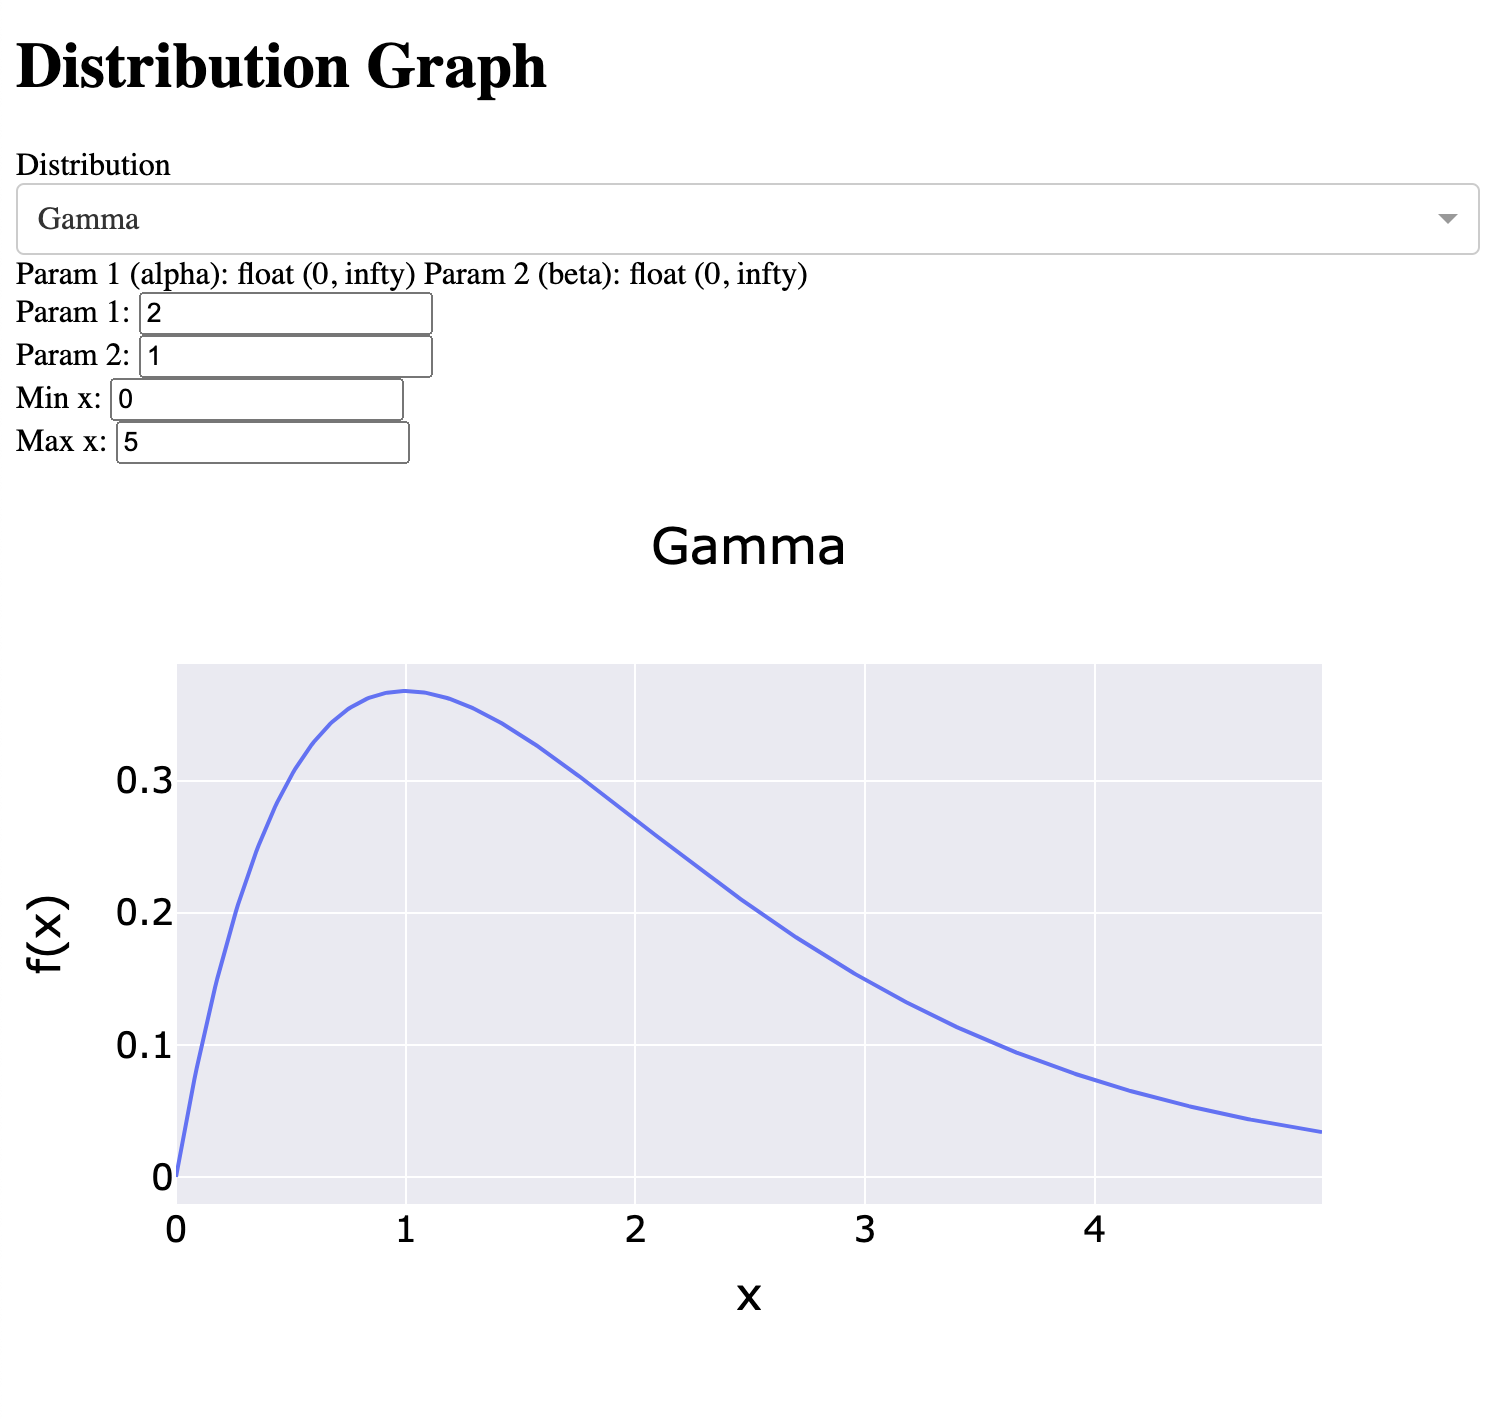 Distribution Graph
Distribution
Gamma
Param 1 (alpha): float (0, infty) Param 2 (beta): float (0, infty)
Param 1: 2
Param 2: 1
Min x: 0
Max x: 5
Gamma
0.3
0.2
0.1
0
f(x)
0 1 2 3 4
x